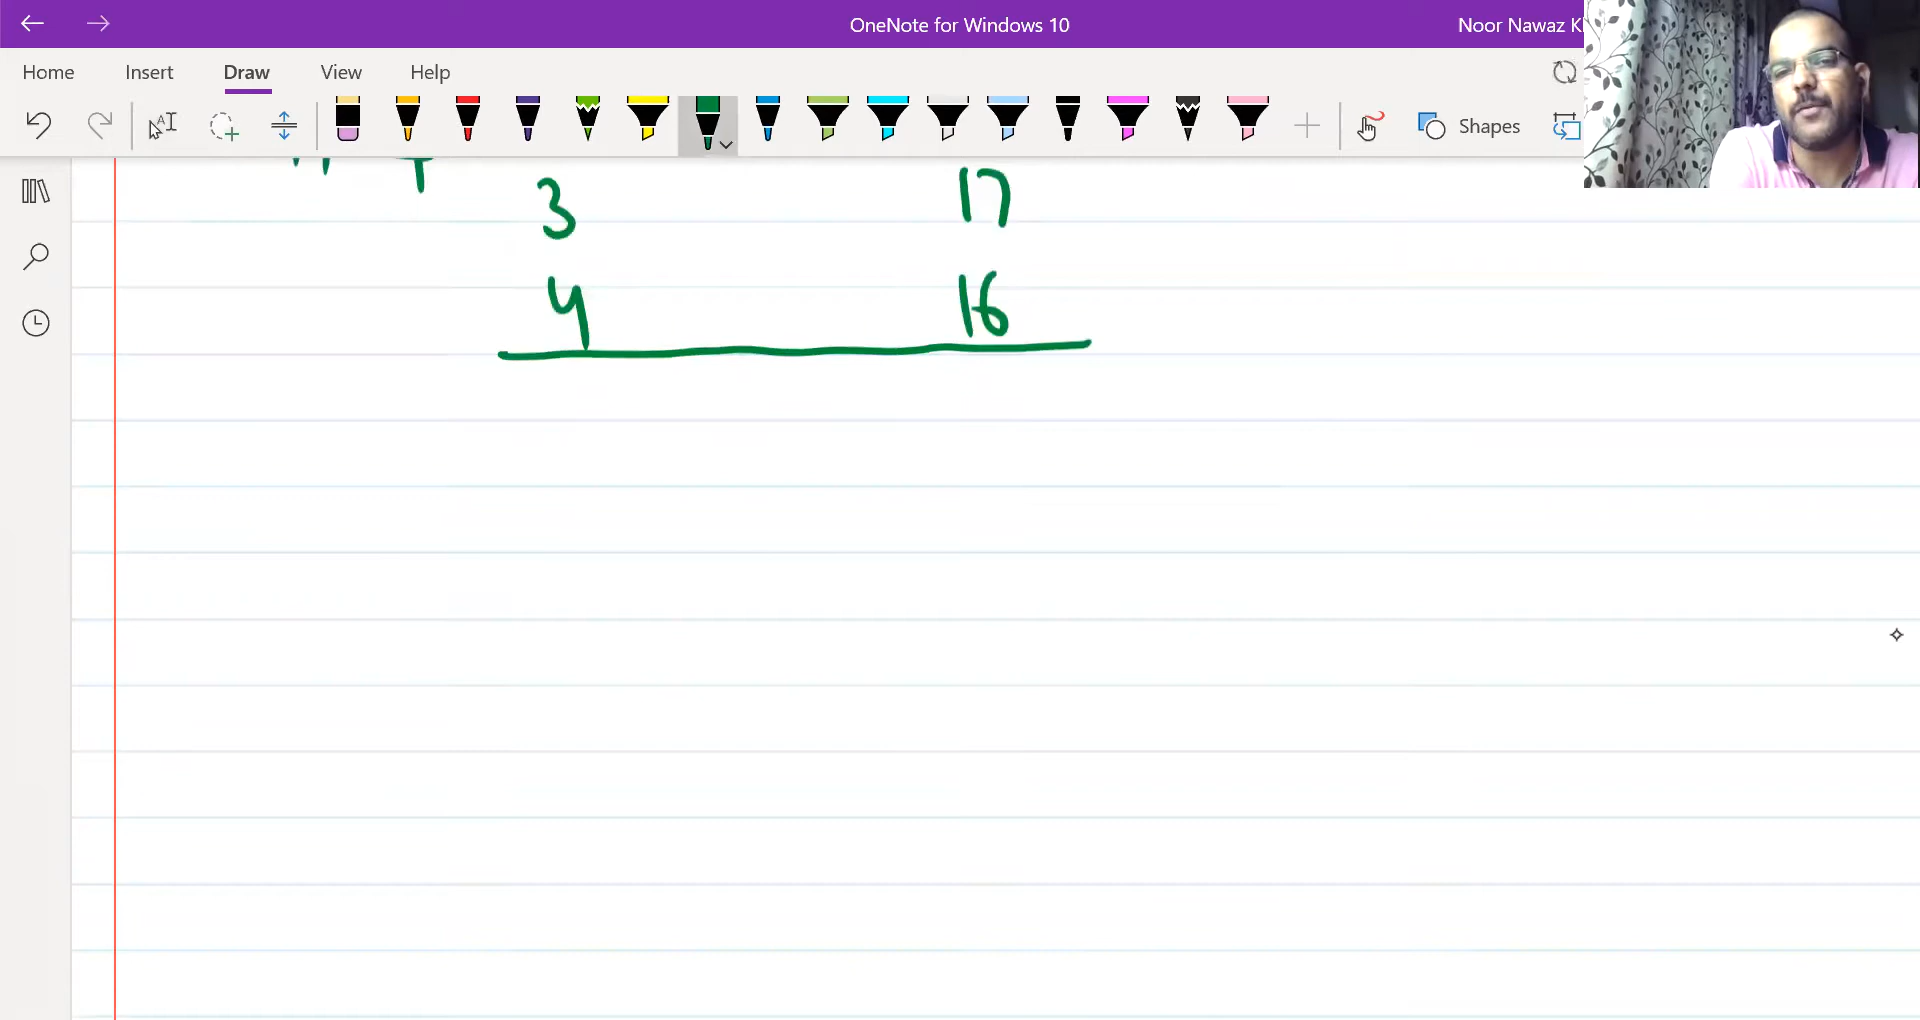 OneNote for Windows 10
Noor Nawaz K
Home Insert Draw View Help
Shapes
3 17
4 16